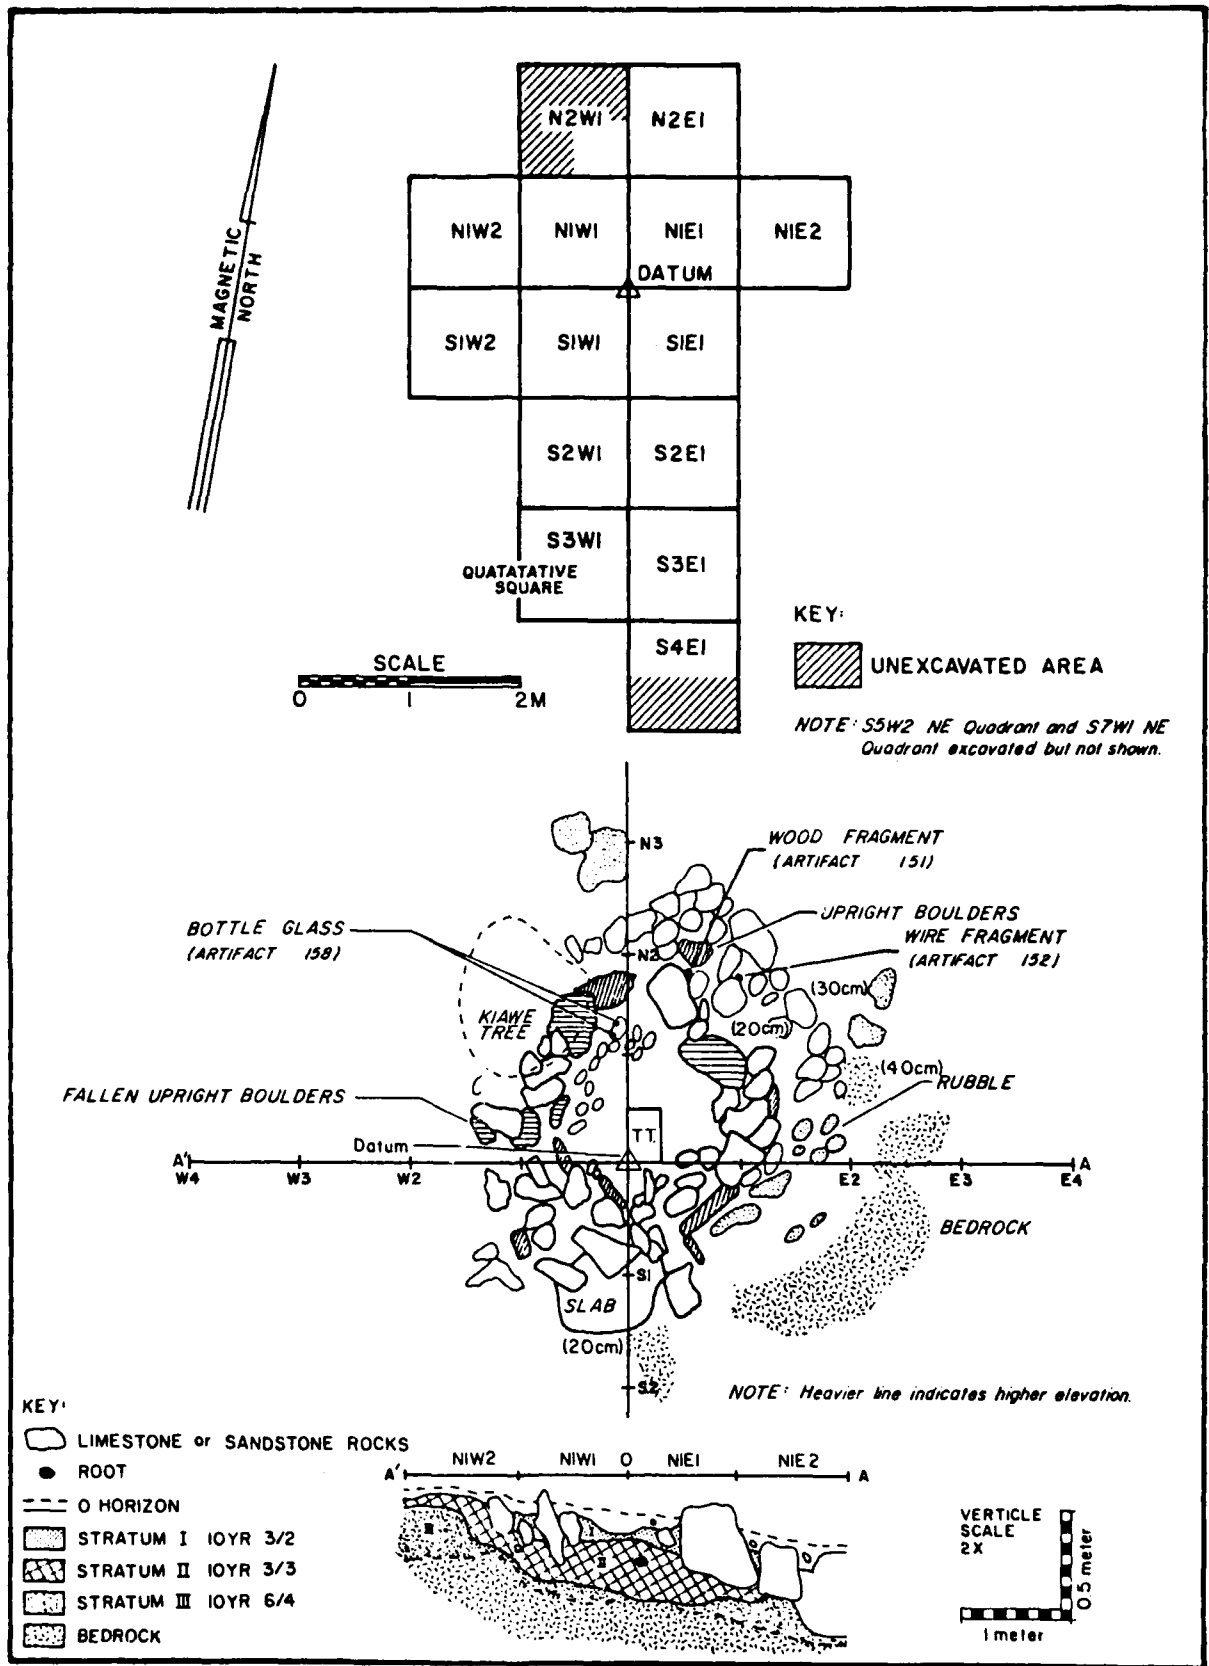 N2W1 N2E1
N1W2 N1W1 N1E1 N1E2
MAGNETIC
NORTH
DATUM
S1W2 S1W1 S1E1
S2W1 S2E1
S3W1
S3E1
QUATATATIVE
SQUARE
S4E1
SCALE
0 1 2M
KEY:
UNEXCAVATED AREA
NOTE: S5W2 NE Quadrant and S7W1 NE
Quadrant excavated but not shown.
N3
WOOD FRAGMENT
(ARTIFACT 151)
UPRIGHT BOULDERS
BOTTLE GLASS
(ARTIFACT 158)
WIRE FRAGMENT
(ARTIFACT 152)
N2
(30cm)
KIAWE
TREE
(20cm)
(40cm)
RUBBLE
FALLEN UPRIGHT BOULDERS
T.T.
Datum
A' A
W4 W3 W2 E2 E3 E4
BEDROCK
S1
SLAB
(20cm)
S2
NOTE: Heavier line indicates higher elevation.
KEY:
LIMESTONE or SANDSTONE ROCKS
ROOT
O HORIZON
STRATUM I 10YR 3/2
STRATUM II 10YR 3/3
STRATUM III 10YR 6/4
BEDROCK
N1W2 N1W1 0 N1E1 N1E2
A' A
I
II
III
VERTICLE
SCALE
2X
0.5 meter
1 meter